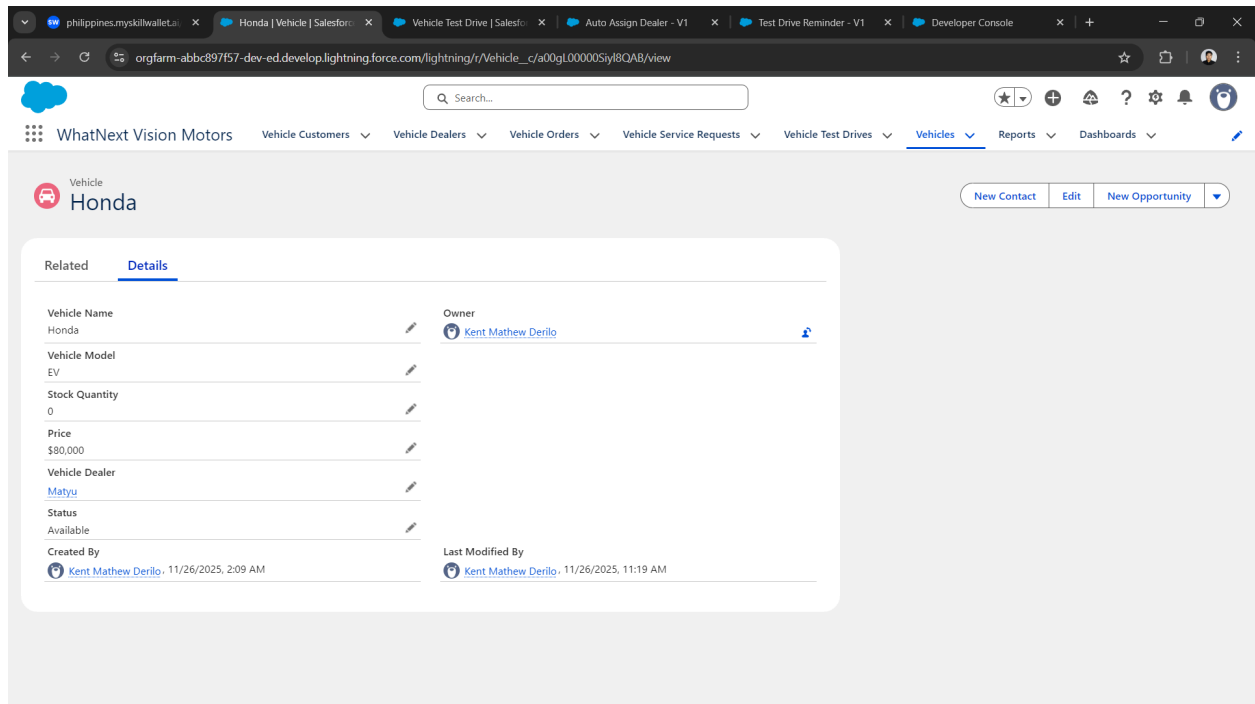 philippines.myskillwallet.ai
Honda | Vehicle | Salesforc
Vehicle Test Drive | Salesfo
Auto Assign Dealer - V1
Test Drive Reminder - V1
Developer Console
orgfarm-abbc897f57-dev-ed.develop.lightning.force.com/lightning/r/Vehicle__c/a00gL00000Siyl8QAB/view
Search...
WhatNext Vision Motors
Vehicle Customers
Vehicle Dealers
Vehicle Orders
Vehicle Service Requests
Vehicle Test Drives
Vehicles
Reports
Dashboards
Vehicle
Honda
New Contact
Edit
New Opportunity
Related
Details
Vehicle Name
Honda
Owner
Kent Mathew Derilo
Vehicle Model
EV
Stock Quantity
0
Price
$80,000
Vehicle Dealer
Matyu
Status
Available
Created By
Kent Mathew Derilo, 11/26/2025, 2:09 AM
Last Modified By
Kent Mathew Derilo, 11/26/2025, 11:19 AM